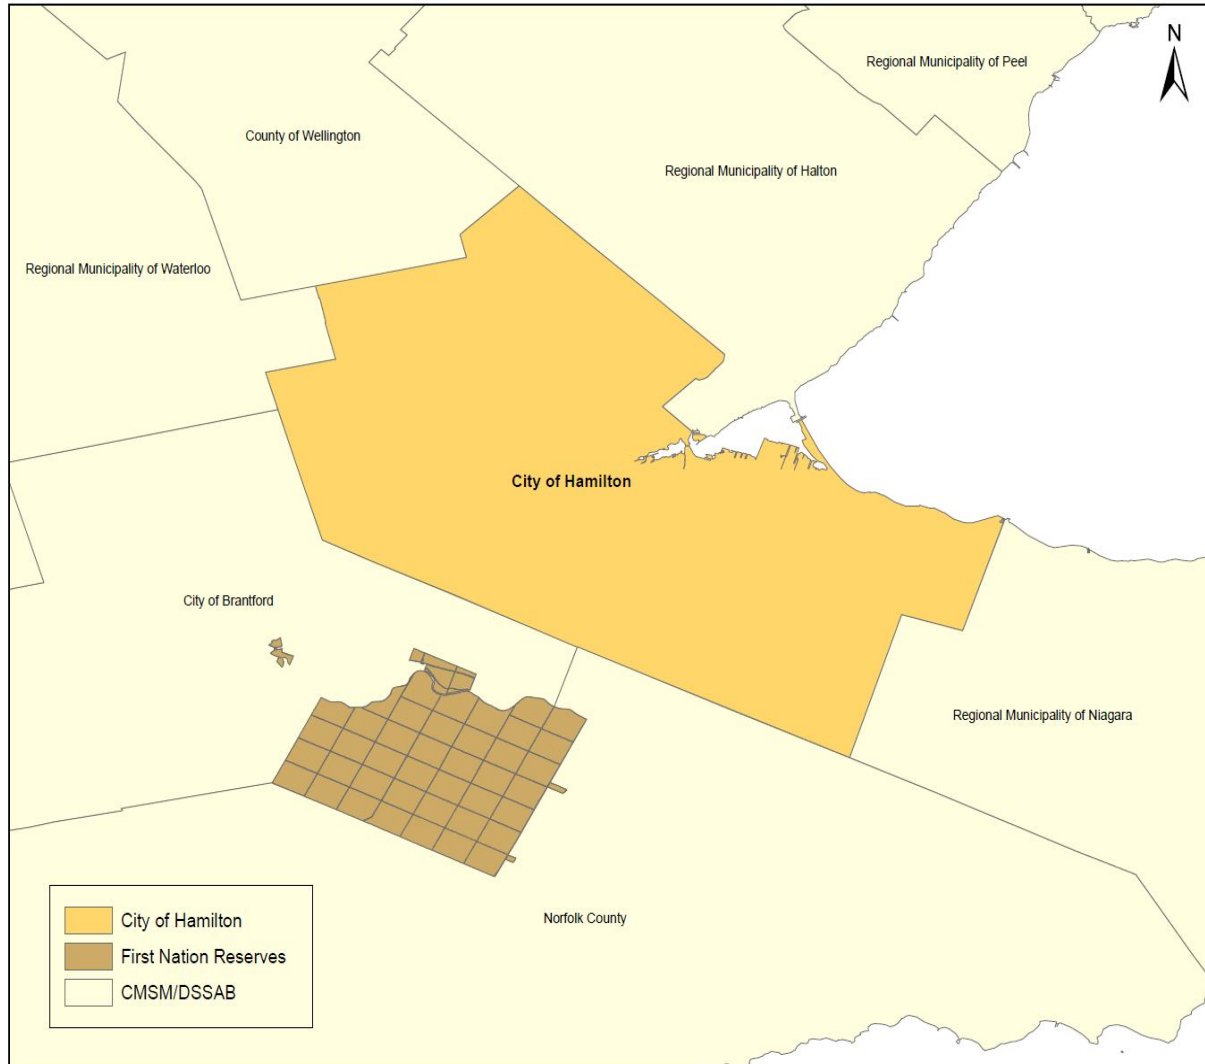 N
Regional Municipality of Peel
County of Wellington
Regional Municipality of Halton
Regional Municipality of Waterloo
City of Hamilton
City of Brantford
Regional Municipality of Niagara
Norfolk County
City of Hamilton
First Nation Reserves
CMSM/DSSAB